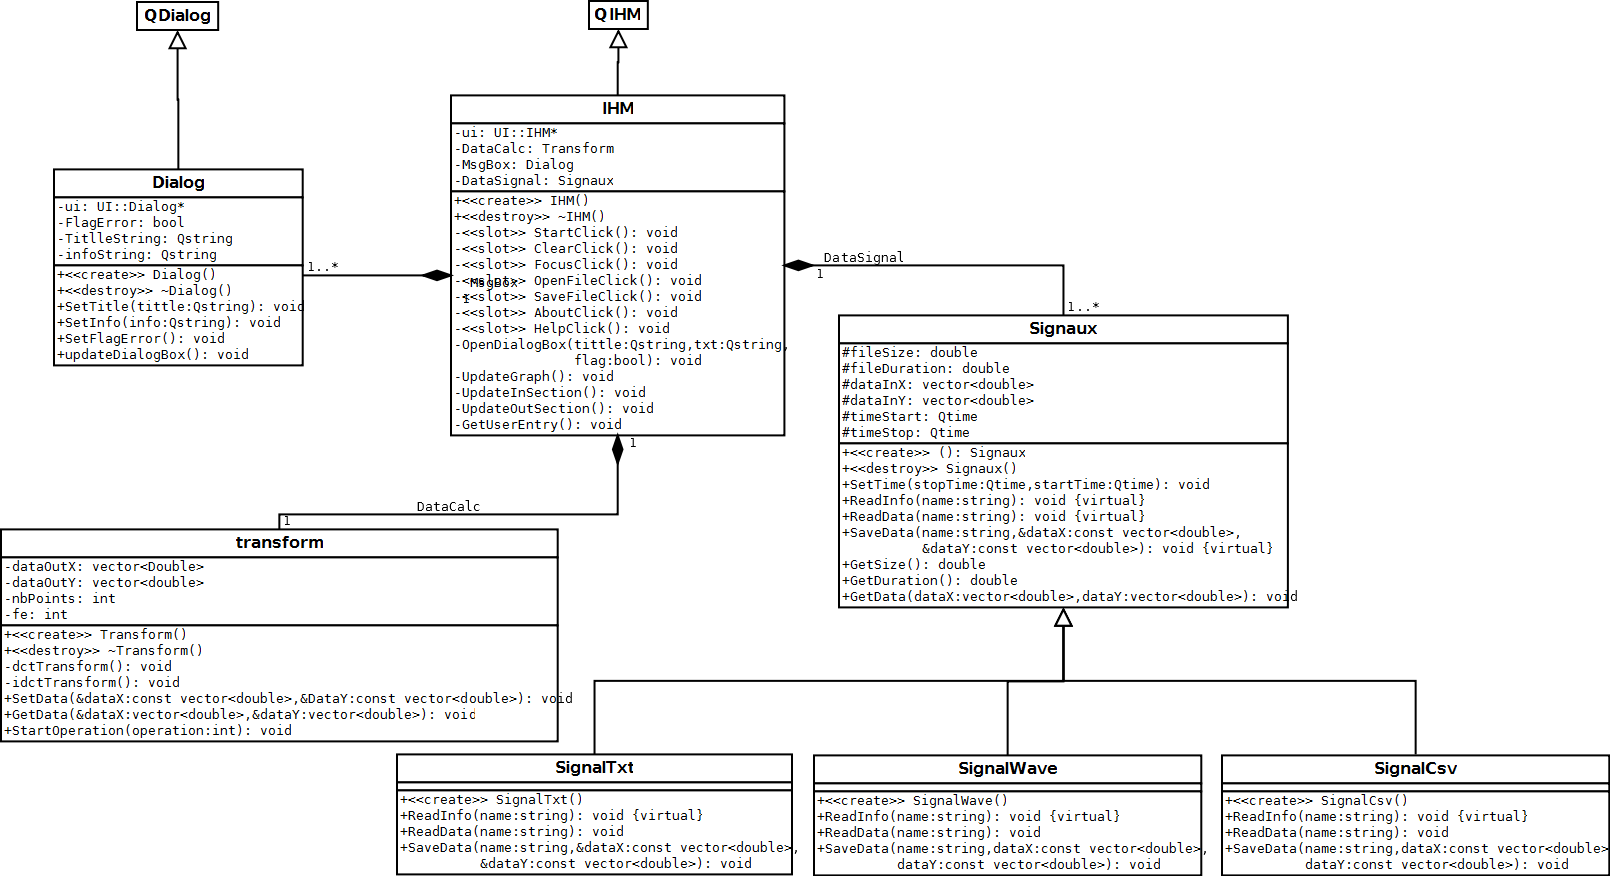 QDialog
QIHM
IHM
-ui: UI::IHM*
-DataCalc: Transform
-MsgBox: Dialog
-DataSignal: Signaux
+<<create>> IHM()
+<<destroy>> ~IHM()
-<<slot>> StartClick(): void
-<<slot>> ClearClick(): void
-<<slot>> FocusClick(): void
-<<slot>> OpenFileClick(): void
-<<slot>> SaveFileClick(): void
-<<slot>> AboutClick(): void
-<<slot>> HelpClick(): void
-OpenDialogBox(tittle:Qstring,txt:Qstring,
flag:bool): void
-UpdateGraph(): void
-UpdateInSection(): void
-UpdateOutSection(): void
-GetUserEntry(): void
Dialog
-ui: UI::Dialog*
-FlagError: bool
-TitlleString: Qstring
-infoString: Qstring
+<<create>> Dialog()
+<<destroy>> ~Dialog()
+SetTitle(tittle:Qstring): void
+SetInfo(info:Qstring): void
+SetFlagError(): void
+updateDialogBox(): void
1..*
MsgBox
1
DataSignal
1
1..*
Signaux
#fileSize: double
#fileDuration: double
#dataInX: vector<double>
#dataInY: vector<double>
#timeStart: Qtime
#timeStop: Qtime
+<<create>> (): Signaux
+<<destroy>> Signaux()
+SetTime(stopTime:Qtime,startTime:Qtime): void
+ReadInfo(name:string): void {virtual}
+ReadData(name:string): void {virtual}
+SaveData(name:string,&dataX:const vector<double>,
&dataY:const vector<double>): void {virtual}
+GetSize(): double
+GetDuration(): double
+GetData(dataX:vector<double>,dataY:vector<double>): void
1
DataCalc
1
transform
-dataOutX: vector<Double>
-dataOutY: vector<double>
-nbPoints: int
-fe: int
+<<create>> Transform()
+<<destroy>> ~Transform()
-dctTransform(): void
-idctTransform(): void
+SetData(&dataX:const vector<double>,&DataY:const vector<double>): void
+GetData(&dataX:vector<double>,&dataY:vector<double>): void
+StartOperation(operation:int): void
SignalTxt
+<<create>> SignalTxt()
+ReadInfo(name:string): void {virtual}
+ReadData(name:string): void
+SaveData(name:string,&dataX:const vector<double>,
&dataY:const vector<double>): void
SignalWave
+<<create>> SignalWave()
+ReadInfo(name:string): void {virtual}
+ReadData(name:string): void
+SaveData(name:string,dataX:const vector<double>,
dataY:const vector<double>): void
SignalCsv
+<<create>> SignalCsv()
+ReadInfo(name:string): void {virtual}
+ReadData(name:string): void
+SaveData(name:string,dataX:const vector<double>
dataY:const vector<double>): void